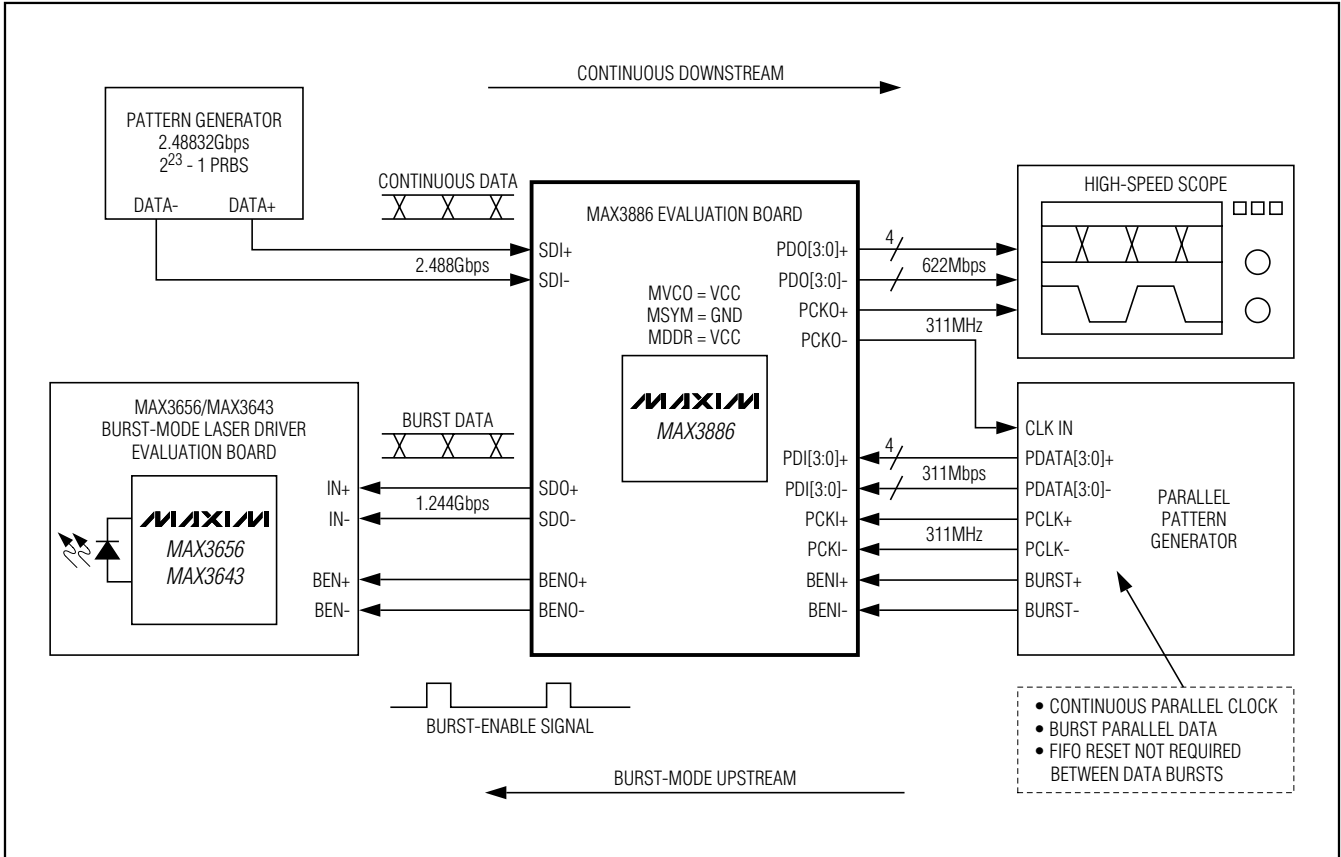 CONTINUOUS DOWNSTREAM
PATTERN GENERATOR
2.48832Gbps
2²³ - 1 PRBS
DATA- DATA+
CONTINUOUS DATA
2.488Gbps
MAX3886 EVALUATION BOARD
SDI+
SDI-
MVCO = VCC
MSYM = GND
MDDR = VCC
MAXIM
MAX3886
PDO[3:0]+
PDO[3:0]-
PCKO+
PCKO-
4
622Mbps
311MHz
HIGH-SPEED SCOPE
MAX3656/MAX3643
BURST-MODE LASER DRIVER
EVALUATION BOARD
MAXIM
MAX3656
MAX3643
IN+
IN-
BEN+
BEN-
BURST DATA
1.244Gbps
SDO+
SDO-
BENO+
BENO-
PDI[3:0]+
PDI[3:0]-
PCKI+
PCKI-
BENI+
BENI-
4
311Mbps
311MHz
CLK IN
PDATA[3:0]+
PDATA[3:0]-
PCLK+
PCLK-
BURST+
BURST-
PARALLEL
PATTERN
GENERATOR
BURST-ENABLE SIGNAL
• CONTINUOUS PARALLEL CLOCK
• BURST PARALLEL DATA
• FIFO RESET NOT REQUIRED
BETWEEN DATA BURSTS
BURST-MODE UPSTREAM